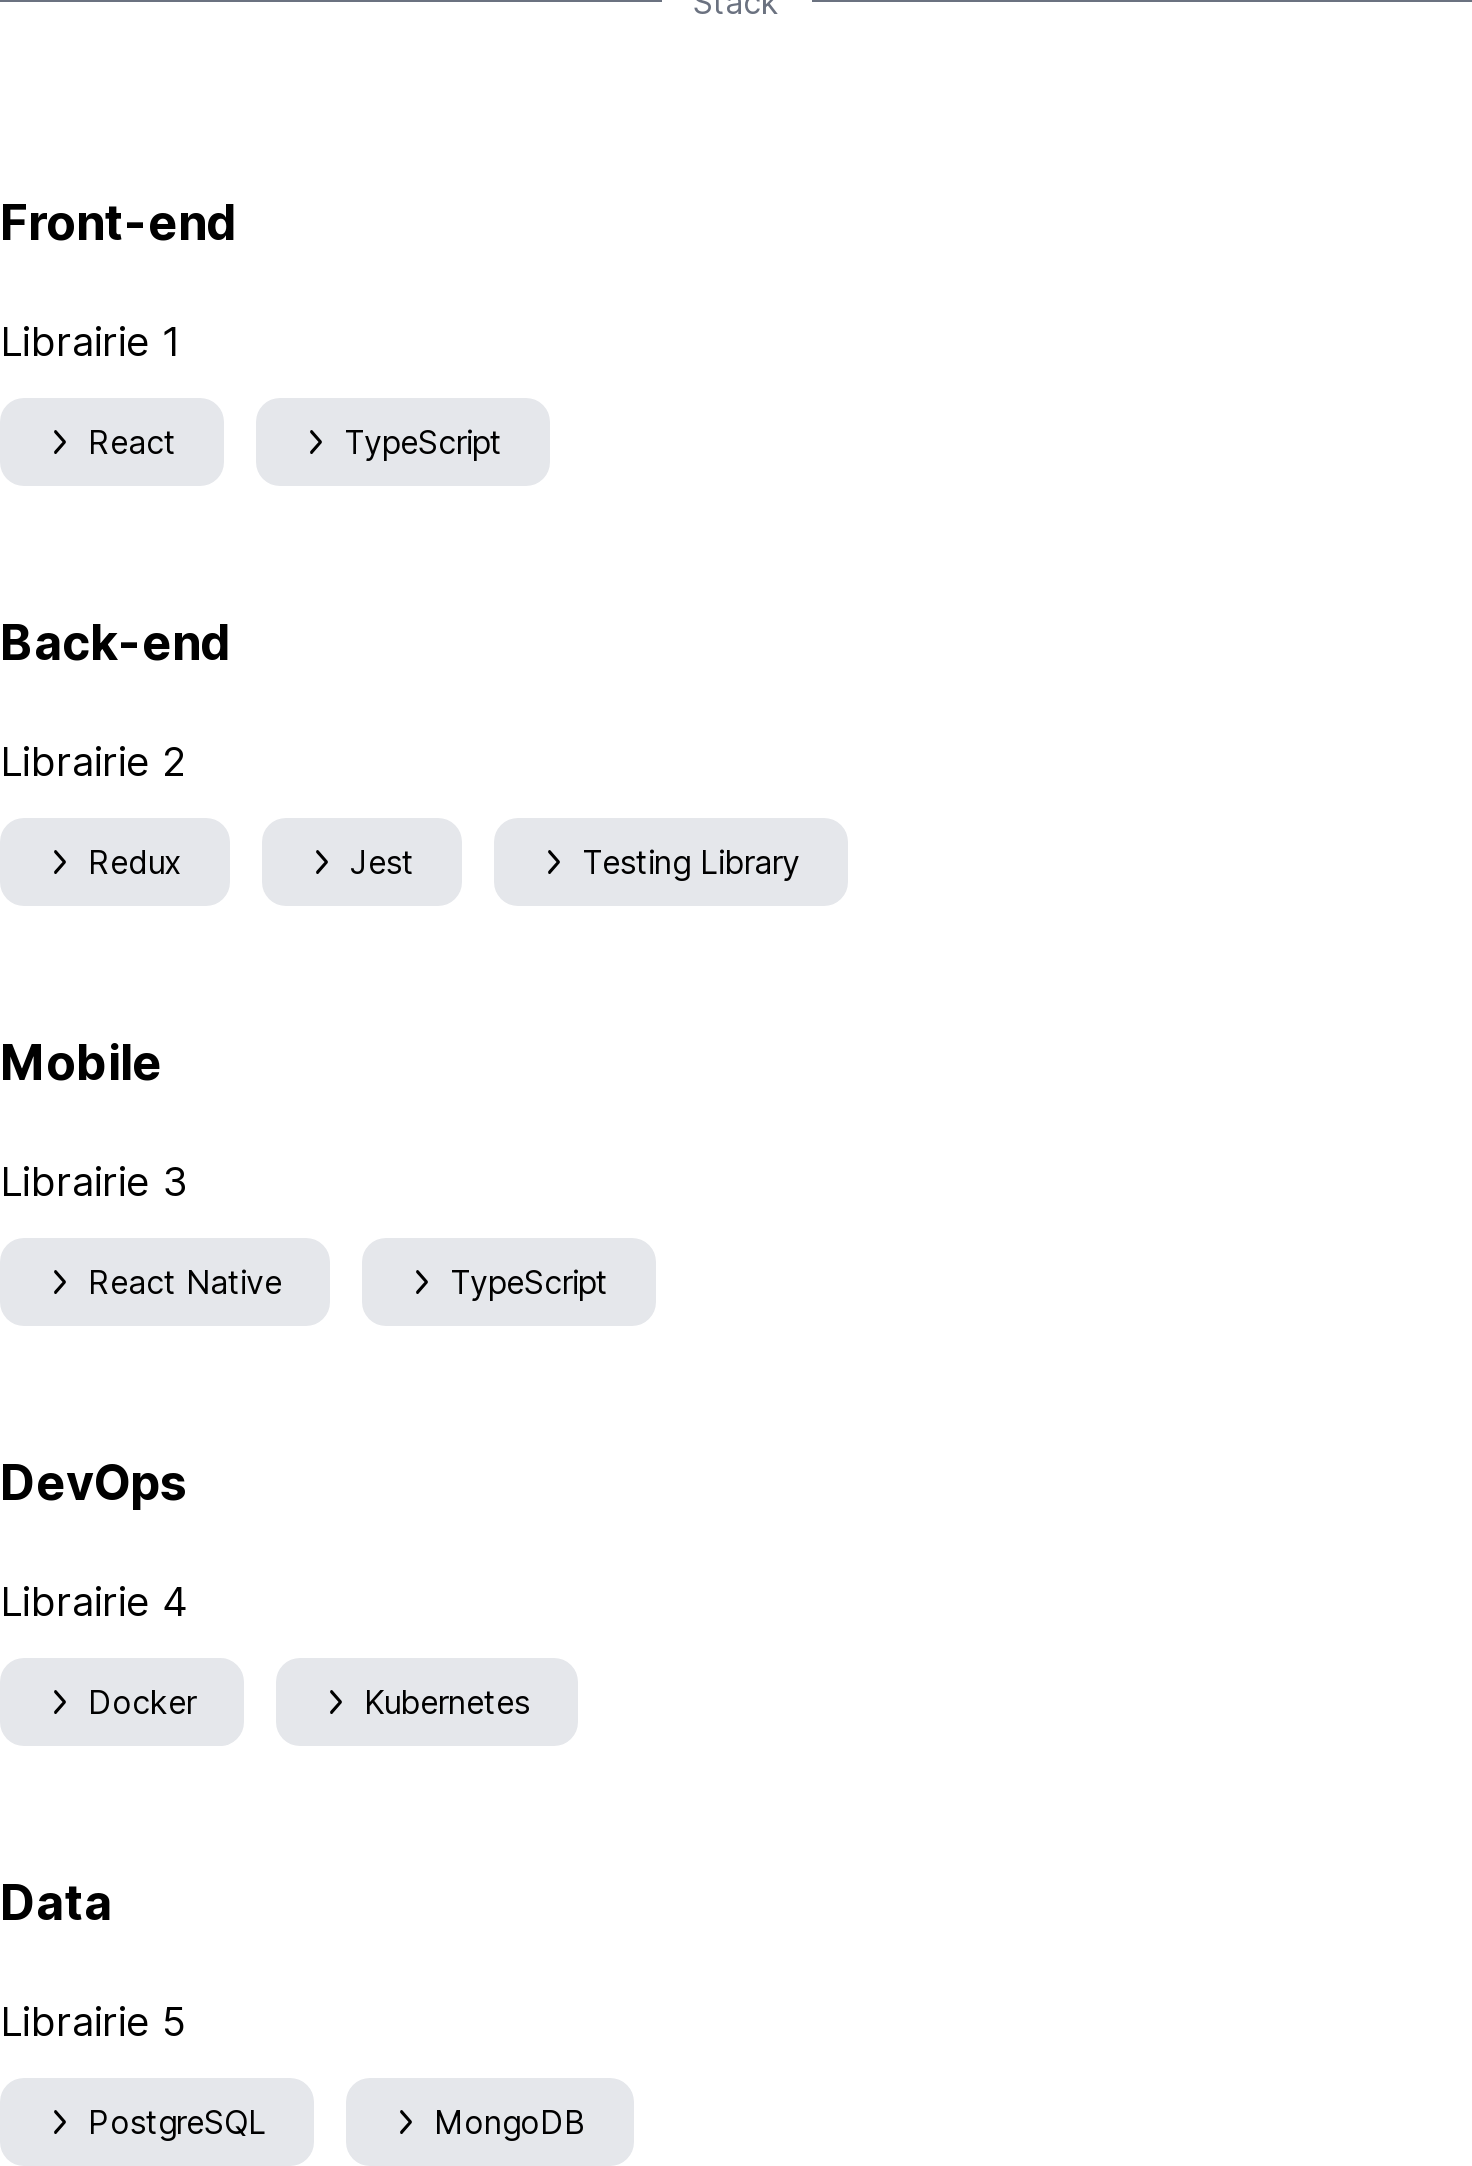 Stack
Front-end
Librairie 1
React TypeScript
Back-end
Librairie 2
Redux Jest Testing Library
Mobile
Librairie 3
React Native TypeScript
DevOps
Librairie 4
Docker Kubernetes
Data
Librairie 5
PostgreSQL MongoDB